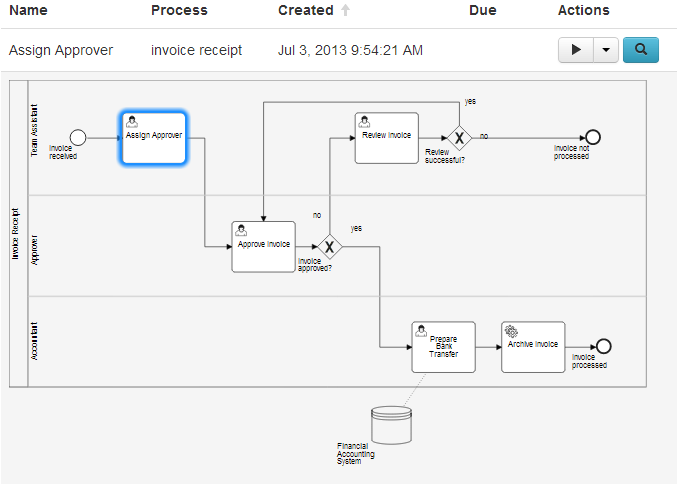 Name Process Created Due Actions
Assign Approver invoice receipt Jul 3, 2013 9:54:21 AM
Invoice Receipt
Team Assistant
Invoice
received
Assign Approver
Review Invoice
Review
successful?
yes
no
Invoice not
processed
Approver
Approve Invoice
Invoice
approved?
no
yes
Accountant
Prepare
Bank
Transfer
Archive Invoice
Invoice
processed
Financial
Accounting
System